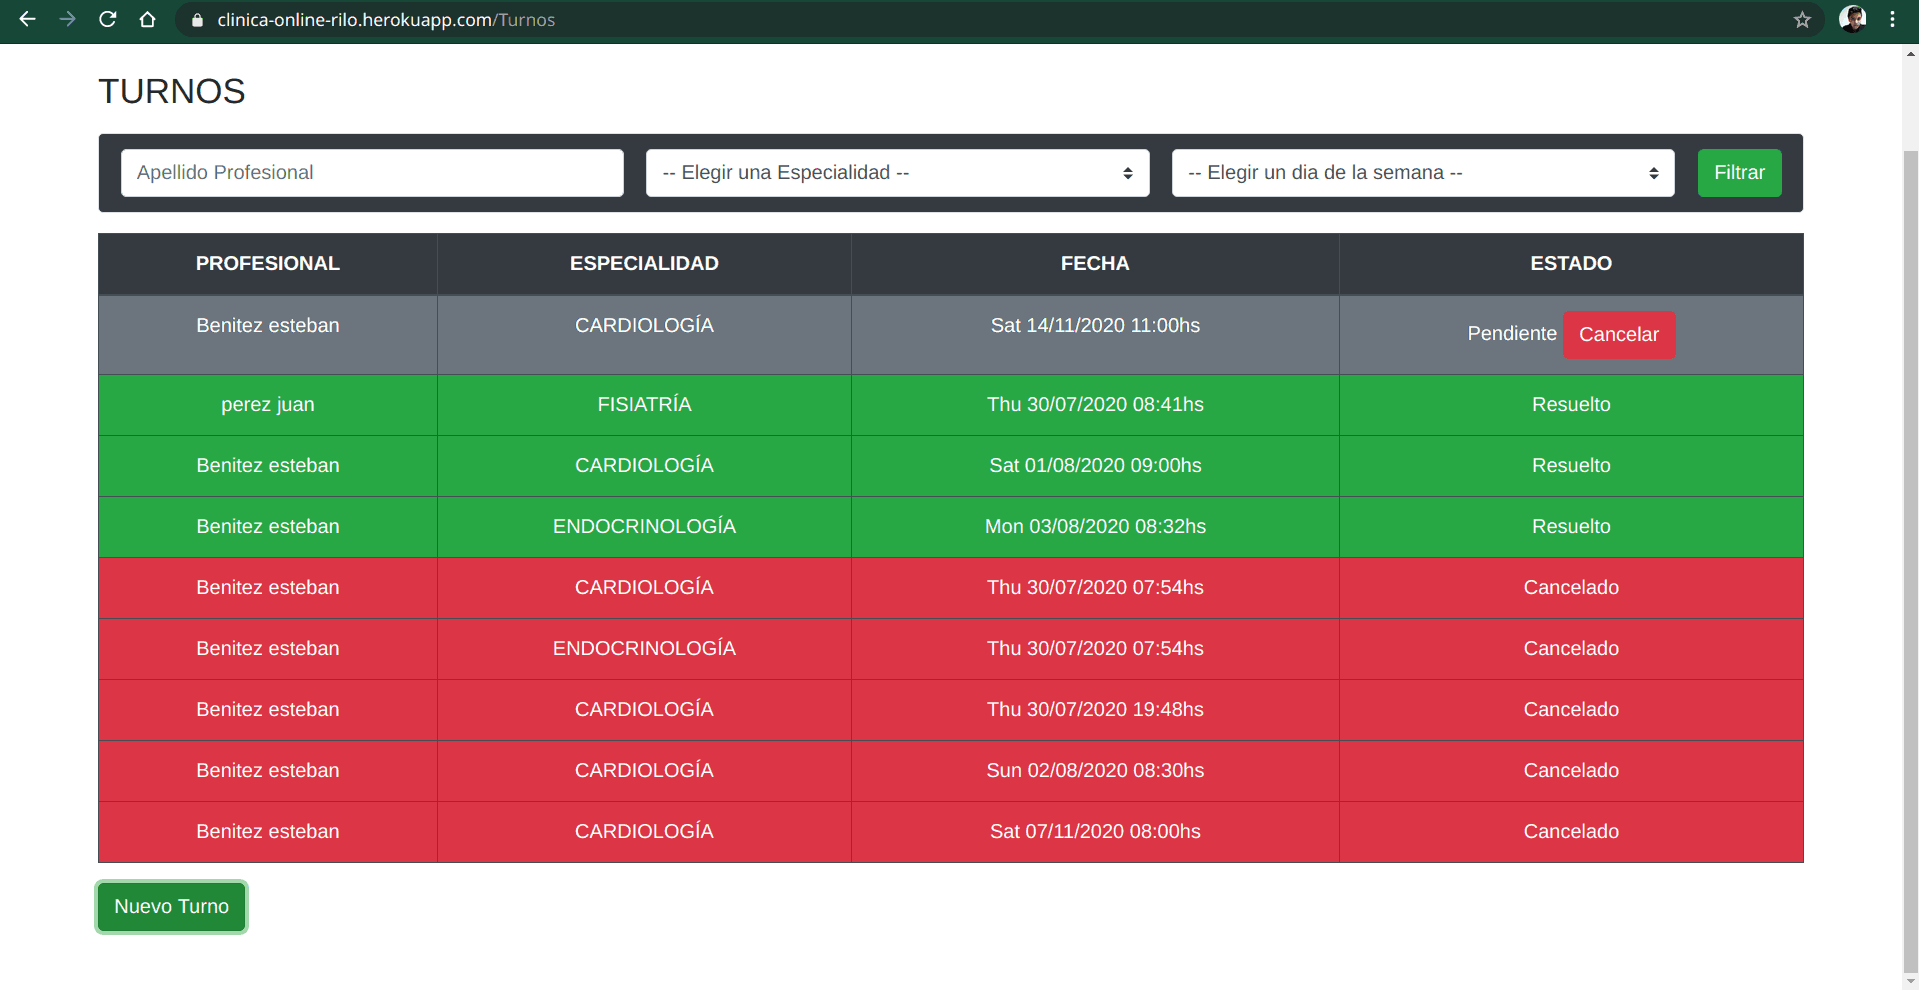 clinica-online-rilo.herokuapp.com/Turnos
TURNOS
Apellido Profesional -- Elegir una Especialidad -- -- Elegir un dia de la semana -- Filtrar
PROFESIONAL ESPECIALIDAD FECHA ESTADO
Benitez esteban CARDIOLOGÍA Sat 14/11/2020 11:00hs Pendiente Cancelar
perez juan FISIATRÍA Thu 30/07/2020 08:41hs Resuelto
Benitez esteban CARDIOLOGÍA Sat 01/08/2020 09:00hs Resuelto
Benitez esteban ENDOCRINOLOGÍA Mon 03/08/2020 08:32hs Resuelto
Benitez esteban CARDIOLOGÍA Thu 30/07/2020 07:54hs Cancelado
Benitez esteban ENDOCRINOLOGÍA Thu 30/07/2020 07:54hs Cancelado
Benitez esteban CARDIOLOGÍA Thu 30/07/2020 19:48hs Cancelado
Benitez esteban CARDIOLOGÍA Sun 02/08/2020 08:30hs Cancelado
Benitez esteban CARDIOLOGÍA Sat 07/11/2020 08:00hs Cancelado
Nuevo Turno